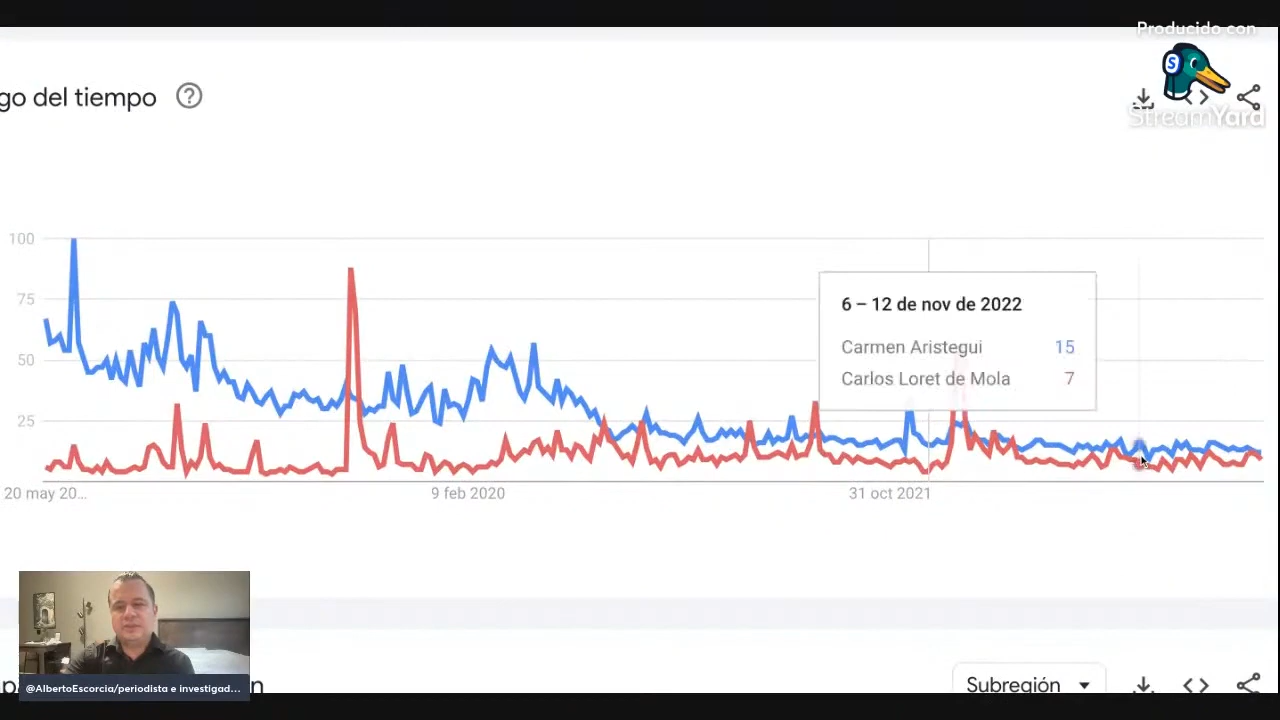 Producido con
StreamYard
go del tiempo
100
75
50
25
6 – 12 de nov de 2022
Carmen Aristegui 15
Carlos Loret de Mola 7
20 may 20...
9 feb 2020
31 oct 2021
Subregión
@AlbertoEscorcia/periodista e investigad...